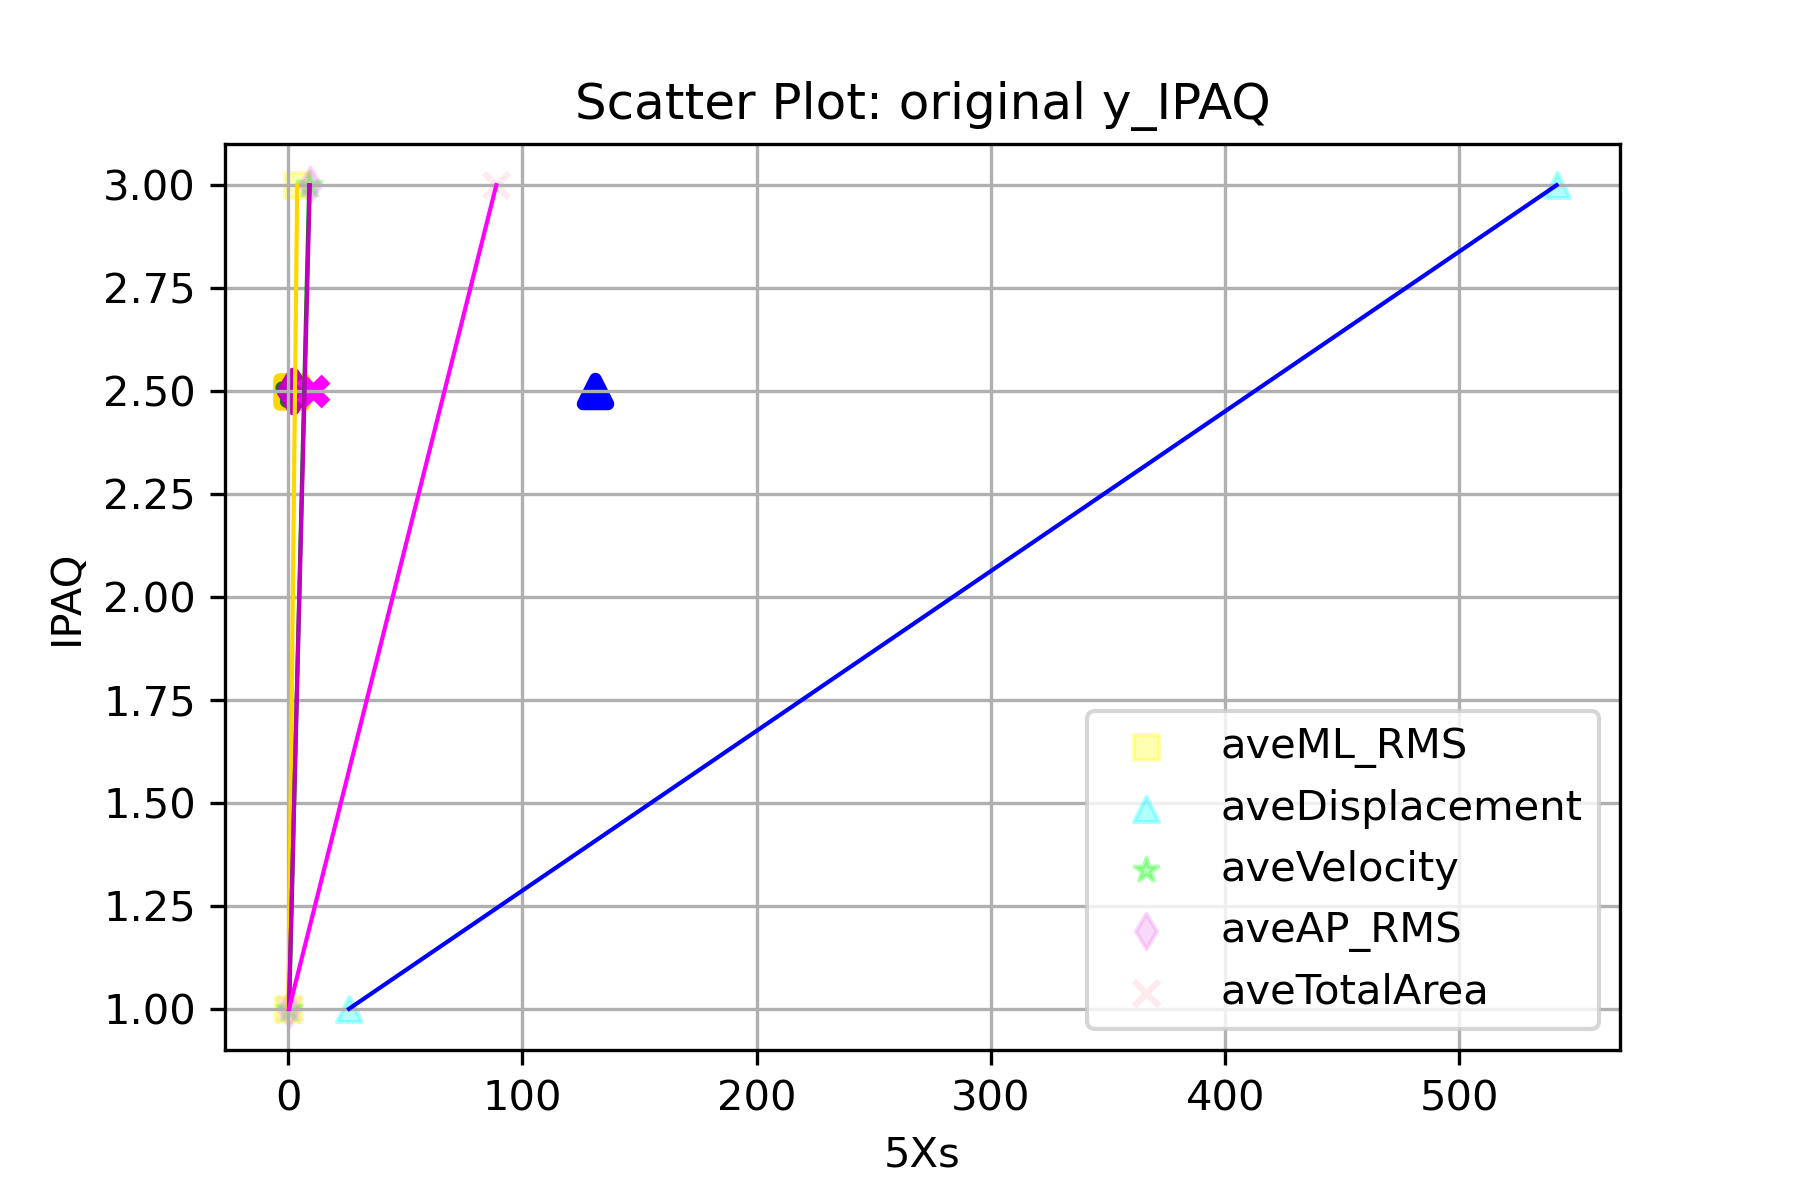 Scatter Plot: original y_IPAQ
3.00
2.75
2.50
2.25
2.00
1.75
1.50
1.25
1.00
IPAQ
aveML_RMS
aveDisplacement
aveVelocity
aveAP_RMS
aveTotalArea
0 100 200 300 400 500
5Xs